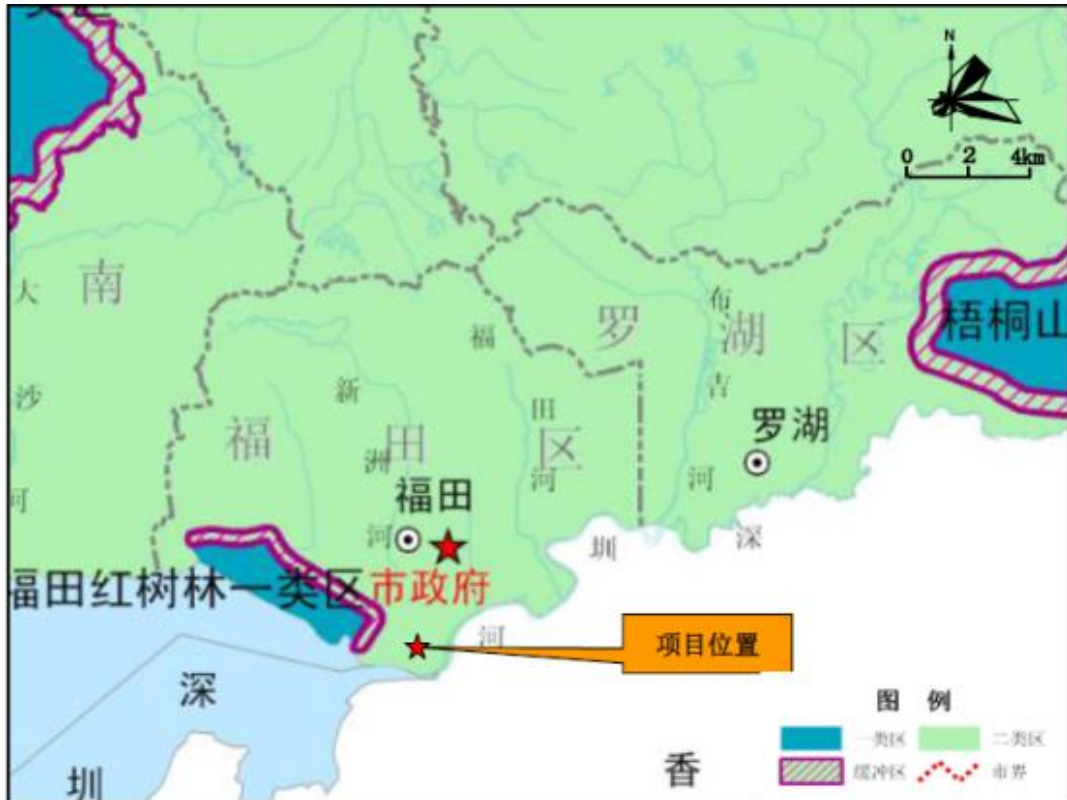 N
0 2 4km
南
大
沙
河
福田区
新
洲
河
福
田
河
罗湖区
布
吉
河
梧桐山
罗湖
福田
市政府
福田红树林一类区
深
圳
河
项目位置
深
圳
香
图 例
一类区
二类区
缓冲区
市界